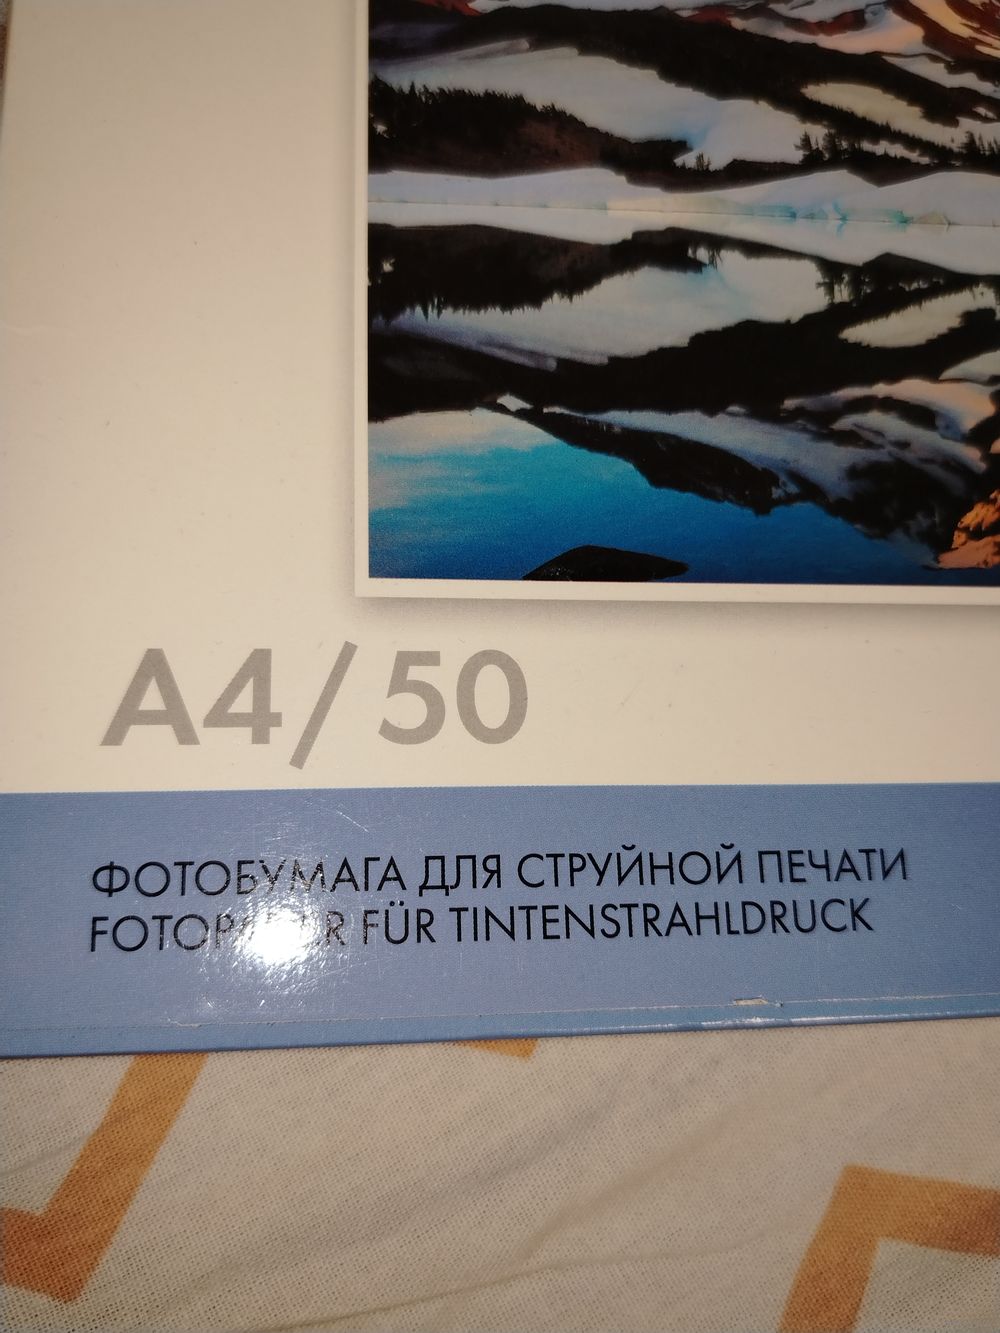 A4/50
ФОТОБУМАГА ДЛЯ СТРУЙНОЙ ПЕЧАТИ
FÜR TINTENSTRAHLDRUCK